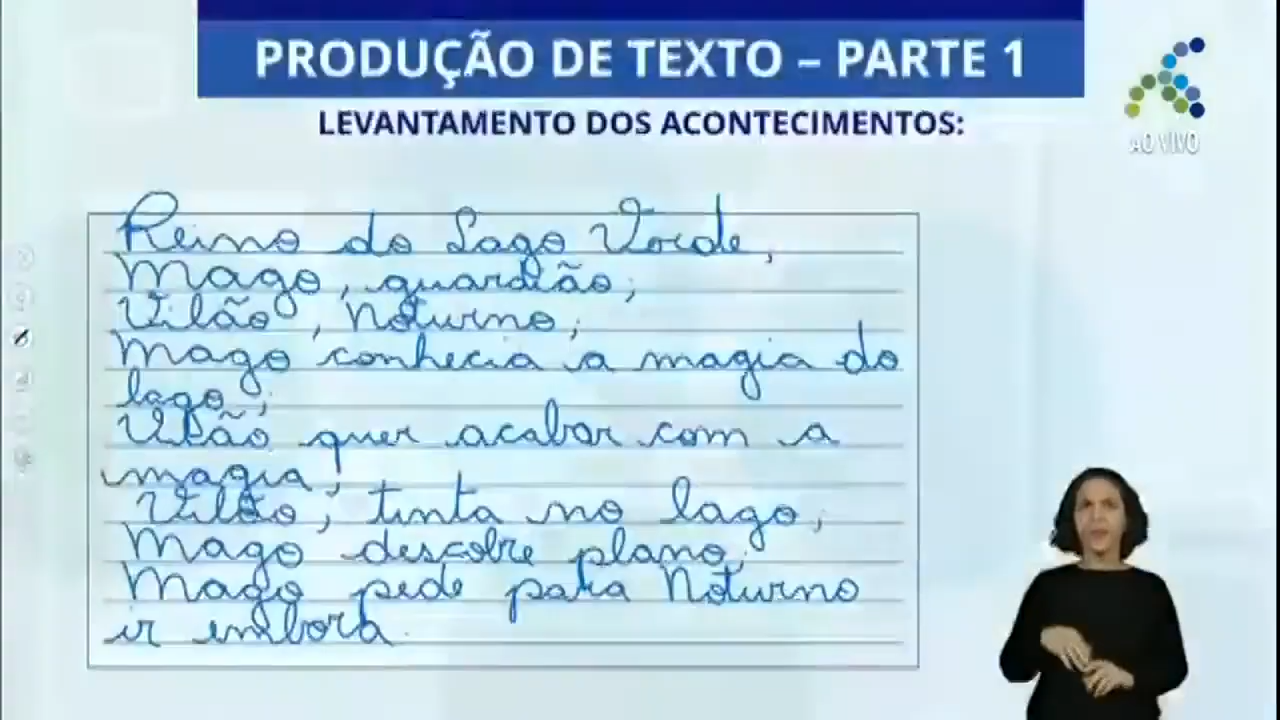 PRODUÇÃO DE TEXTO – PARTE 1
LEVANTAMENTO DOS ACONTECIMENTOS:
AO VIVO
Reino do Lago Verde,
Mago, guardião;
Vilão, Noturno;
Mago conhecia a magia do
lago;
Vilão quer acabar com a
magia;
Vilão, tinta no lago;
Mago descobre plano;
Mago pede para Noturno
ir embora.